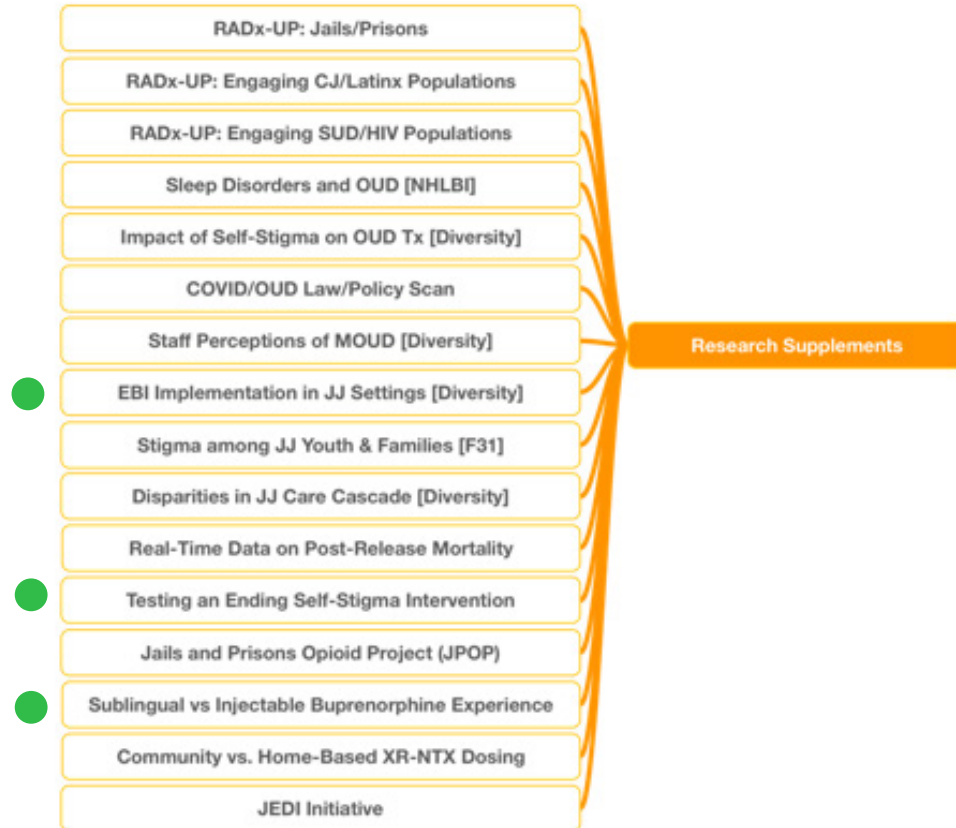 RADx-UP: Jails/Prisons
RADx-UP: Engaging CJ/Latinx Populations
RADx-UP: Engaging SUD/HIV Populations
Sleep Disorders and OUD [NHLBI]
Impact of Self-Stigma on OUD Tx [Diversity]
COVID/OUD Law/Policy Scan
Staff Perceptions of MOUD [Diversity]
Research Supplements
EBI Implementation in JJ Settings [Diversity]
Stigma among JJ Youth & Families [F31]
Disparities in JJ Care Cascade [Diversity]
Real-Time Data on Post-Release Mortality
Testing an Ending Self-Stigma Intervention
Jails and Prisons Opioid Project (JPOP)
Sublingual vs Injectable Buprenorphine Experience
Community vs. Home-Based XR-NTX Dosing
JEDI Initiative